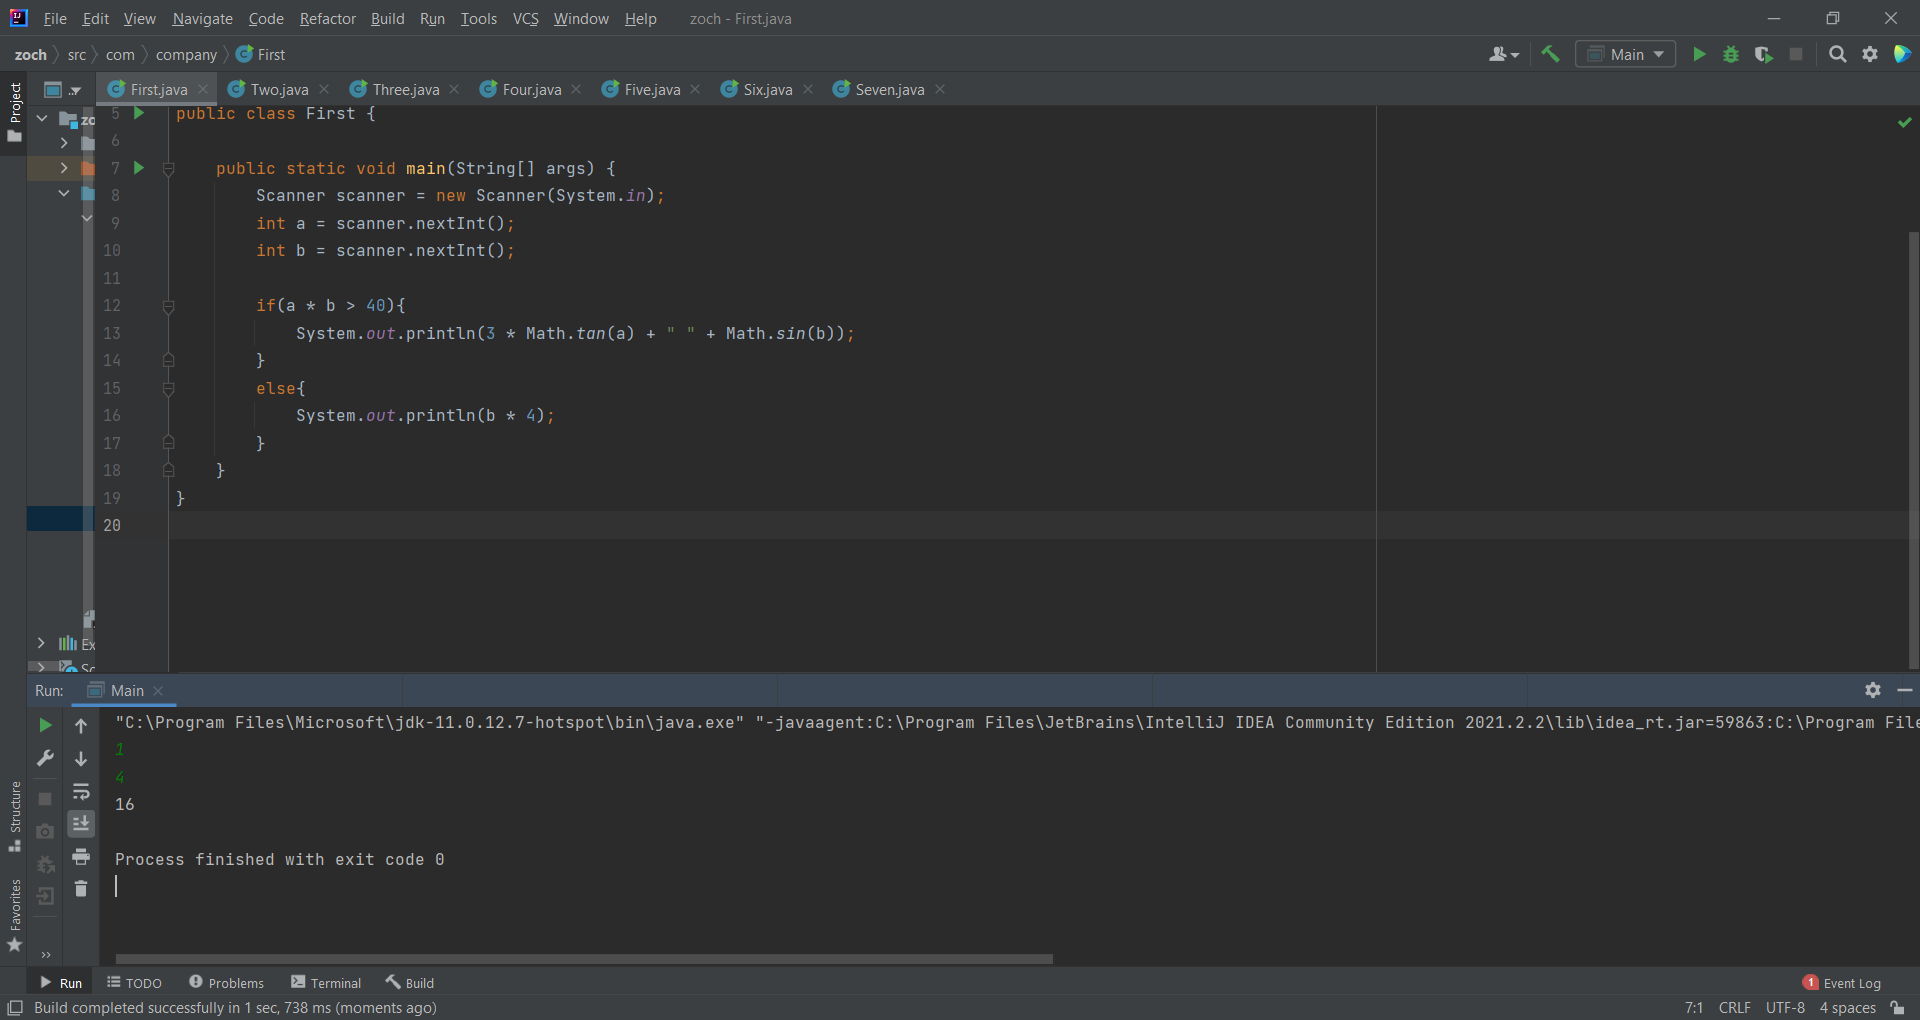 File Edit View Navigate Code Refactor Build Run Tools VCS Window Help zoch - First.java
zoch src com company First Main
Project
First.java Two.java Three.java Four.java Five.java Six.java Seven.java
5 public class First {
6
7 public static void main(String[] args) {
8 Scanner scanner = new Scanner(System.in);
9 int a = scanner.nextInt();
10 int b = scanner.nextInt();
11
12 if(a * b > 40){
13 System.out.println(3 * Math.tan(a) + " " + Math.sin(b));
14 }
15 else{
16 System.out.println(b * 4);
17 }
18 }
19 }
20
zo
Ex
Sc
Run: Main
"C:\Program Files\Microsoft\jdk-11.0.12.7-hotspot\bin\java.exe" "-javaagent:C:\Program Files\JetBrains\IntelliJ IDEA Community Edition 2021.2.2\lib\idea_rt.jar=59863:C:\Program File
1
4
16
Process finished with exit code 0
Structure
Favorites
Run TODO Problems Terminal Build 1 Event Log
Build completed successfully in 1 sec, 738 ms (moments ago) 7:1 CRLF UTF-8 4 spaces